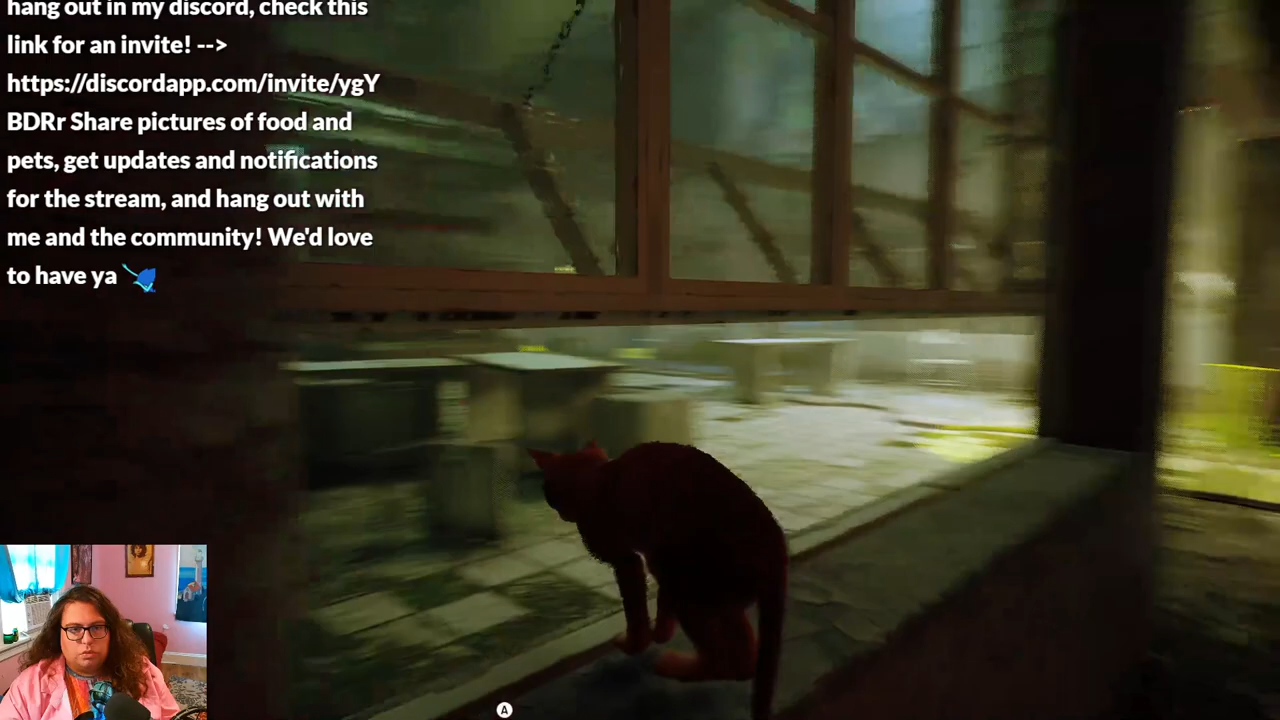 hang out in my discord, check this
link for an invite! -->
https://discordapp.com/invite/ygY
BDRr Share pictures of food and
pets, get updates and notifications
for the stream, and hang out with
me and the community! We'd love
to have ya
A